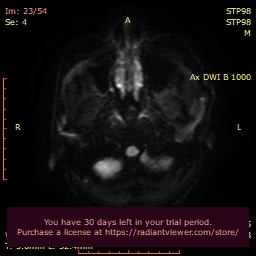 Im: 23/54
Se: 4
A
STP98
STP98
M
Ax DWI B 1000
R
L
You have 30 days left in your trial period.
Purchase a license at https://radiantviewer.com/store/